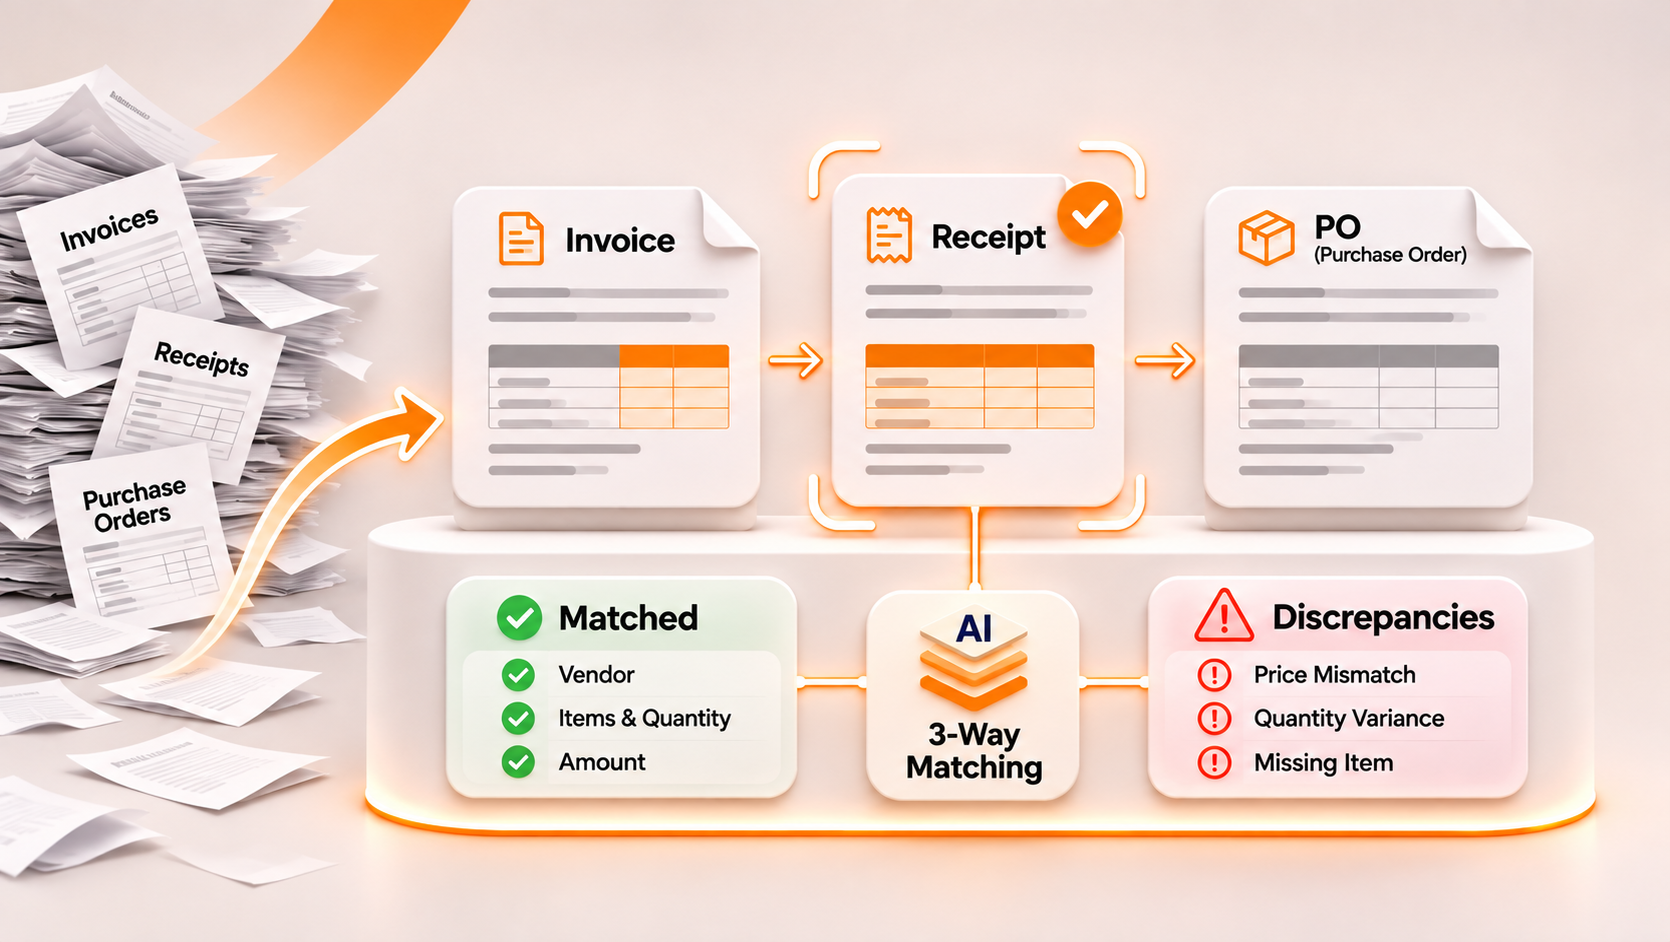 Invoices
Receipts
Purchase
Orders
Invoice
Receipt
PO
(Purchase Order)
Matched
Vendor
Items & Quantity
Amount
AI
3-Way
Matching
Discrepancies
Price Mismatch
Quantity Variance
Missing Item